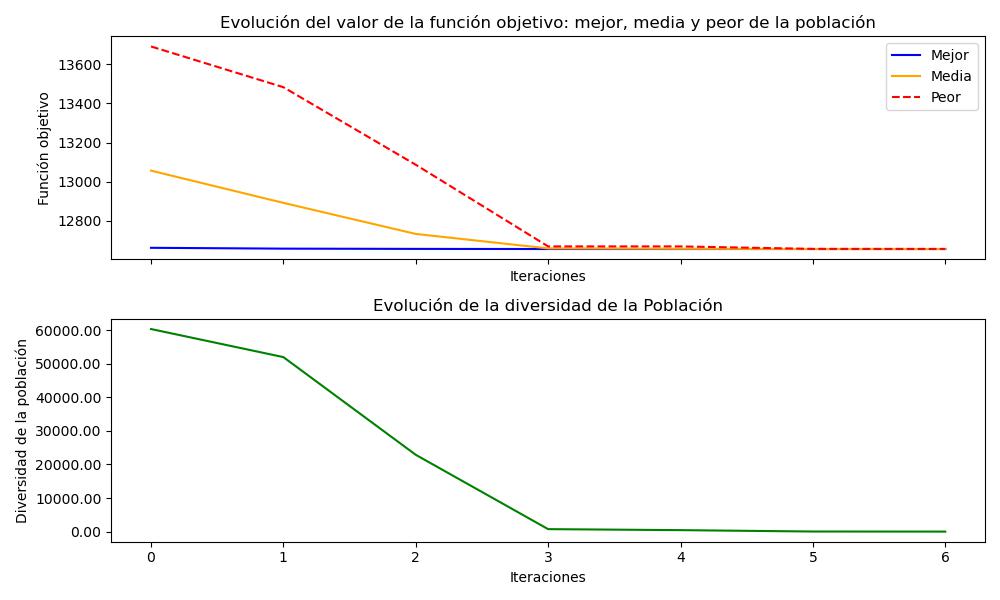 Evolución del valor de la función objetivo: mejor, media y peor de la población
Función objetivo
13600
13400
13200
13000
12800
Mejor
Media
Peor
Iteraciones
Evolución de la diversidad de la Población
Diversidad de la población
60000.00
50000.00
40000.00
30000.00
20000.00
10000.00
0.00
0 1 2 3 4 5 6
Iteraciones